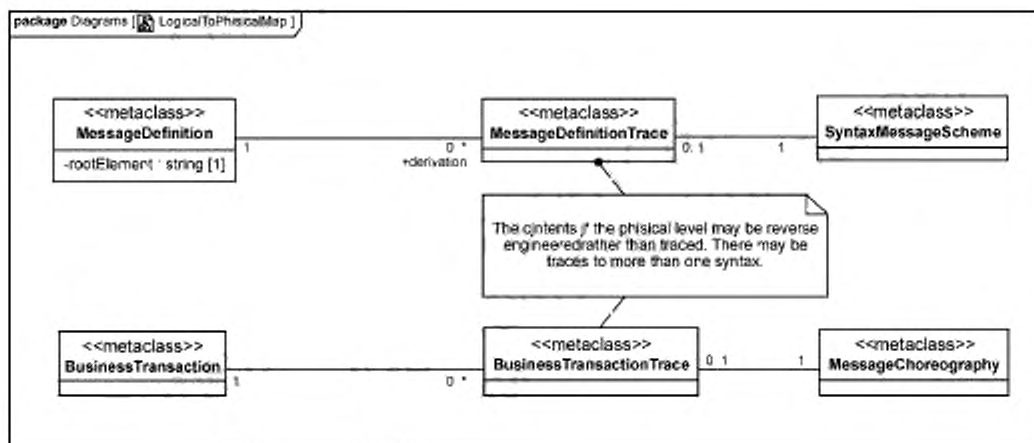 package Diagrams [ LogicalToPhisicalMap ]
<<metaclass>>
MessageDefinition
-rootElement : string [1]
1
0..*
+derivation
<<metaclass>>
MessageDefinitionTrace
0..1
1
<<metaclass>>
SyntaxMessageScheme
The cjntents jf the phisical level may be reverse
engineeredrather than traced. There may be
traces to more than one syntax.
<<metaclass>>
BusinessTransaction
1
0..*
<<metaclass>>
BusinessTransactionTrace
0..1
1
<<metaclass>>
MessageChoreography